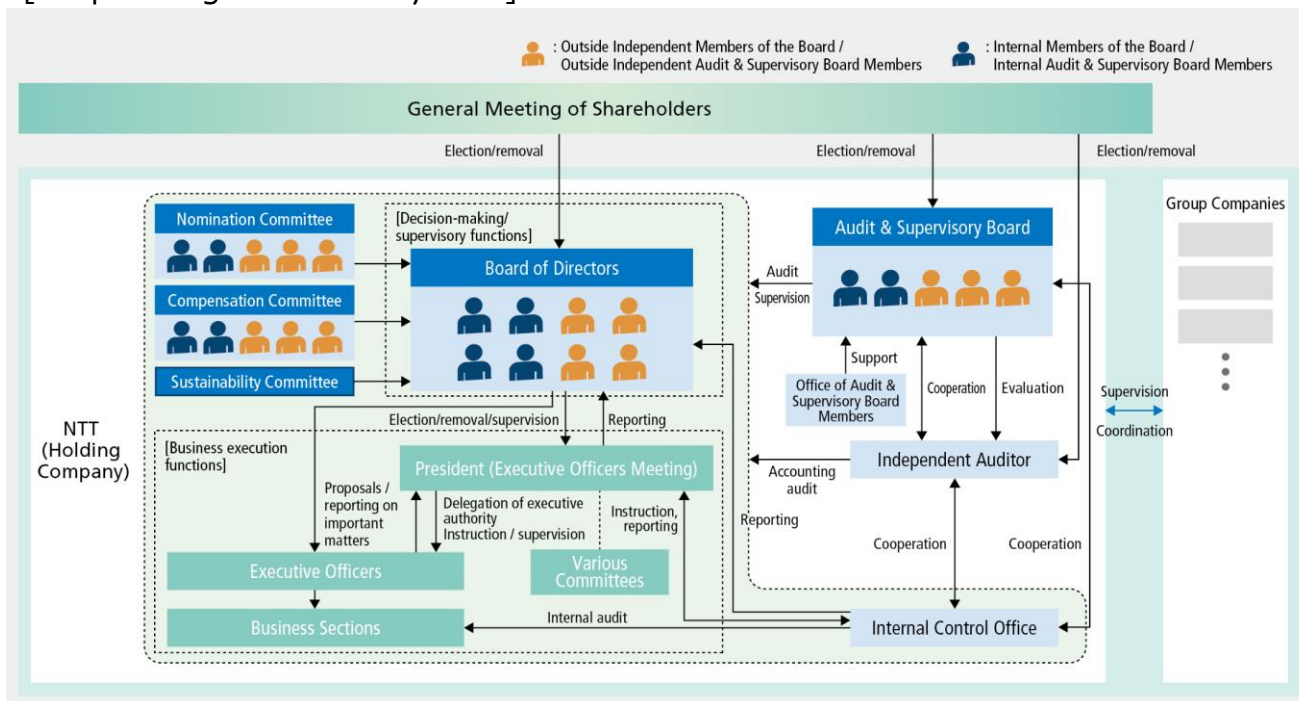 : Outside Independent Members of the Board /
Outside Independent Audit & Supervisory Board Members
: Internal Members of the Board /
Internal Audit & Supervisory Board Members
General Meeting of Shareholders
Election/removal
Election/removal
Election/removal
NTT
(Holding
Company)
Nomination Committee
Compensation Committee
Sustainability Committee
[Decision-making/
supervisory functions]
Board of Directors
Audit & Supervisory Board
Audit
Supervision
Support
Office of Audit &
Supervisory Board
Members
Cooperation
Evaluation
Group Companies
Supervision
Coordination
Election/removal/supervision
Reporting
[Business execution
functions]
President (Executive Officers Meeting)
Independent Auditor
Accounting
audit
Proposals /
reporting on
important
matters
Delegation of executive
authority
Instruction / supervision
Instruction,
reporting
Reporting
Cooperation
Cooperation
Executive Officers
Various
Committees
Business Sections
Internal audit
Internal Control Office